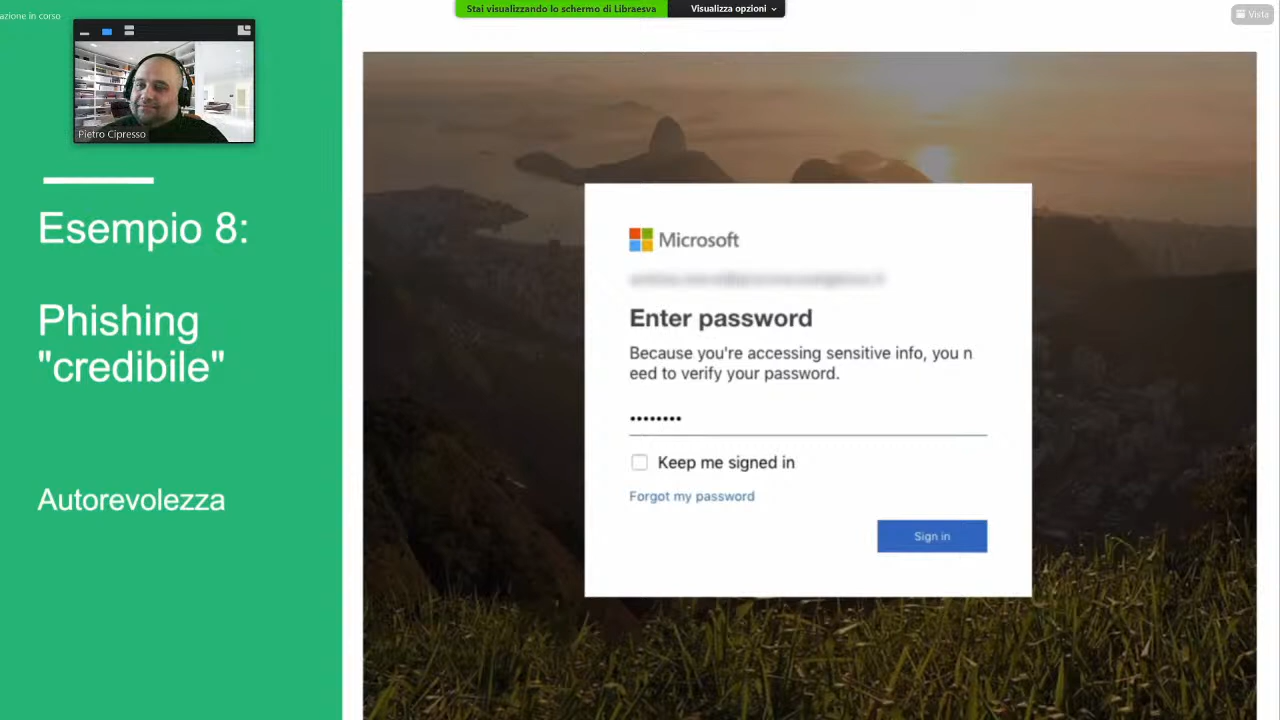 azione in corso
Stai visualizzando lo schermo di Libraesva
Visualizza opzioni
Vista
Pietro Cipresso
Esempio 8:
Phishing
"credibile"
Autorevolezza
Microsoft
Enter password
Because you're accessing sensitive info, you n
eed to verify your password.
Keep me signed in
Forgot my password
Sign in